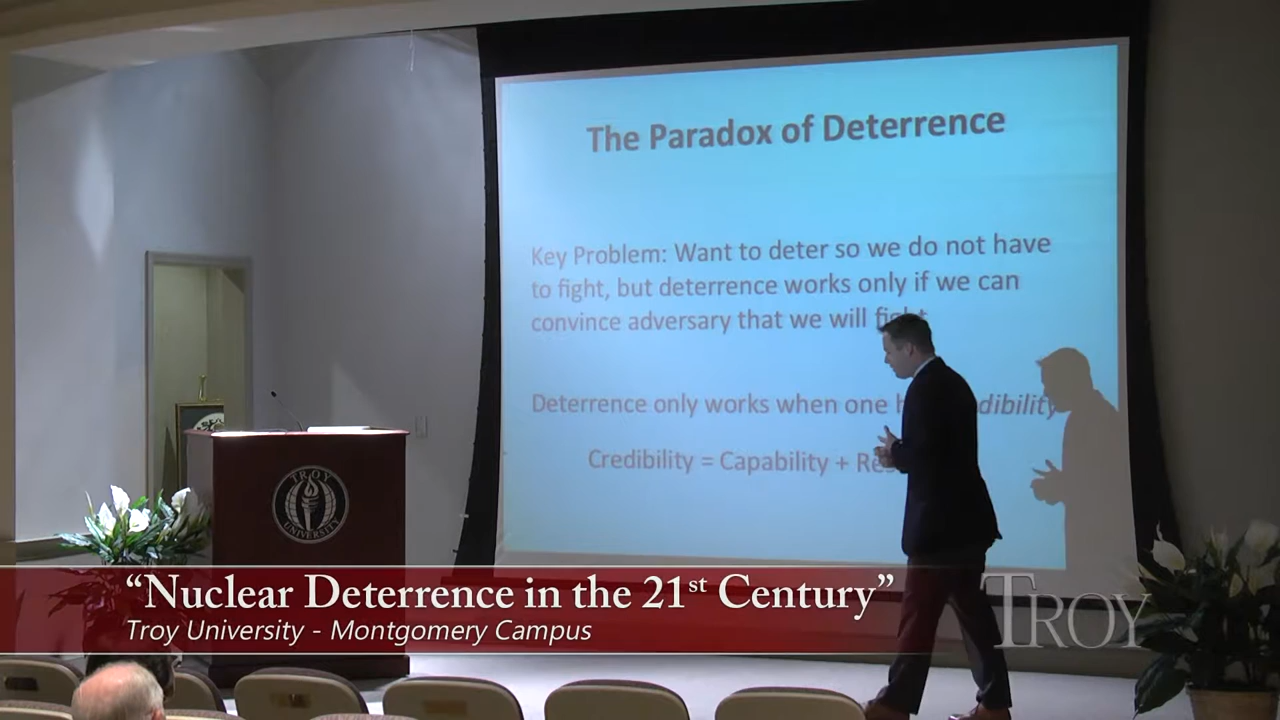 The Paradox of Deterrence
Key Problem: Want to deter so we do not have
to fight, but deterrence works only if we can
convince adversary that we will
Deterrence only works when one
Credibility = Capability +
TROY
UNIVERSITY
“Nuclear Deterrence in the 21st Century”
Troy University - Montgomery Campus
TROY